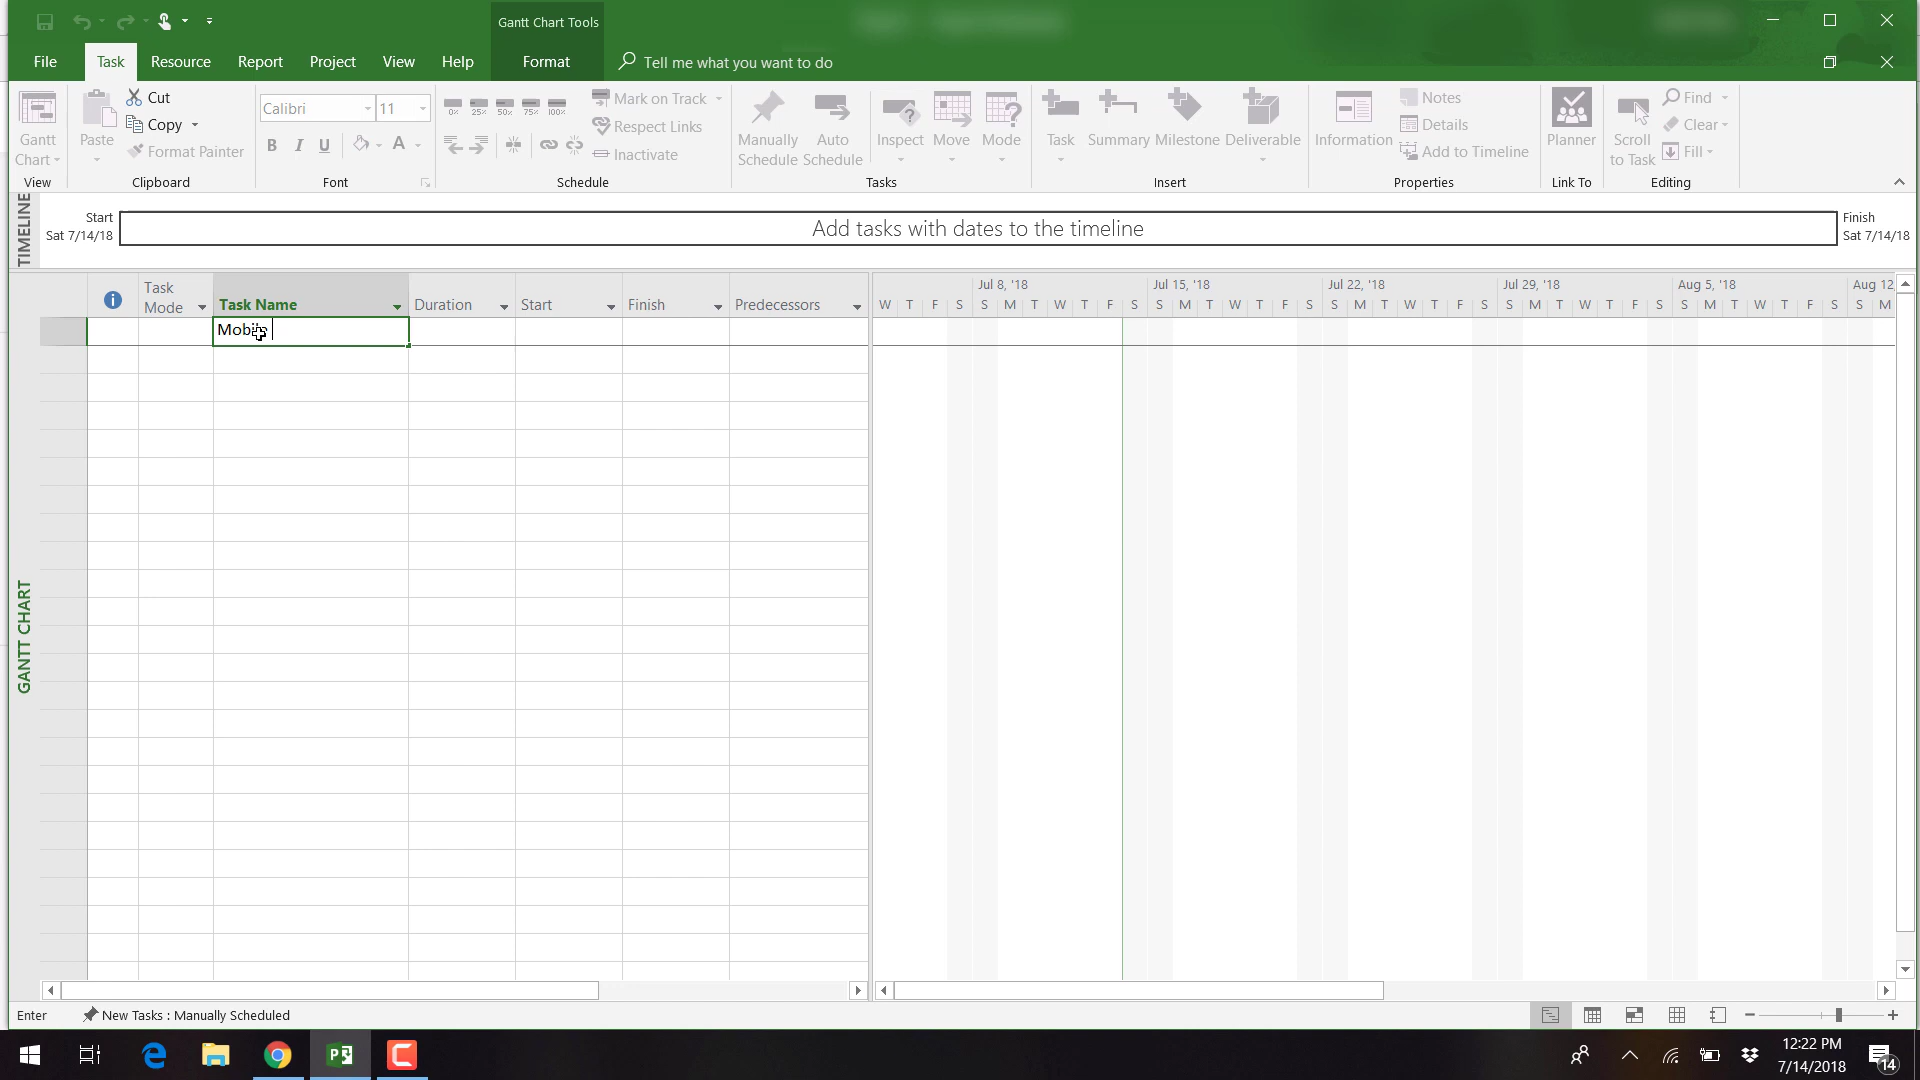 Gantt Chart Tools
File Task Resource Report Project View Help Format Tell me what you want to do
Gantt Chart
View
Paste
Cut
Copy
Format Painter
Clipboard
Calibri 11
B I U A
Font
0% 25% 50% 75% 100%
Mark on Track
Respect Links
Inactivate
Schedule
Manually Schedule
Auto Schedule
Inspect
Move
Mode
Tasks
Task
Summary
Milestone
Deliverable
Insert
Information
Notes
Details
Add to Timeline
Properties
Planner
Link To
Scroll to Task
Find
Clear
Fill
Editing
TIMELINE
Start
Sat 7/14/18
Add tasks with dates to the timeline
Finish
Sat 7/14/18
Task Mode Task Name Duration Start Finish Predecessors
Jul 8, '18 Jul 15, '18 Jul 22, '18 Jul 29, '18 Aug 5, '18 Aug 12
W T F S S M T W T F S S M T W T F S S M T W T F S S M T W T F S S M T W T F S S M
GANTT CHART
Enter New Tasks : Manually Scheduled
12:22 PM
7/14/2018
14